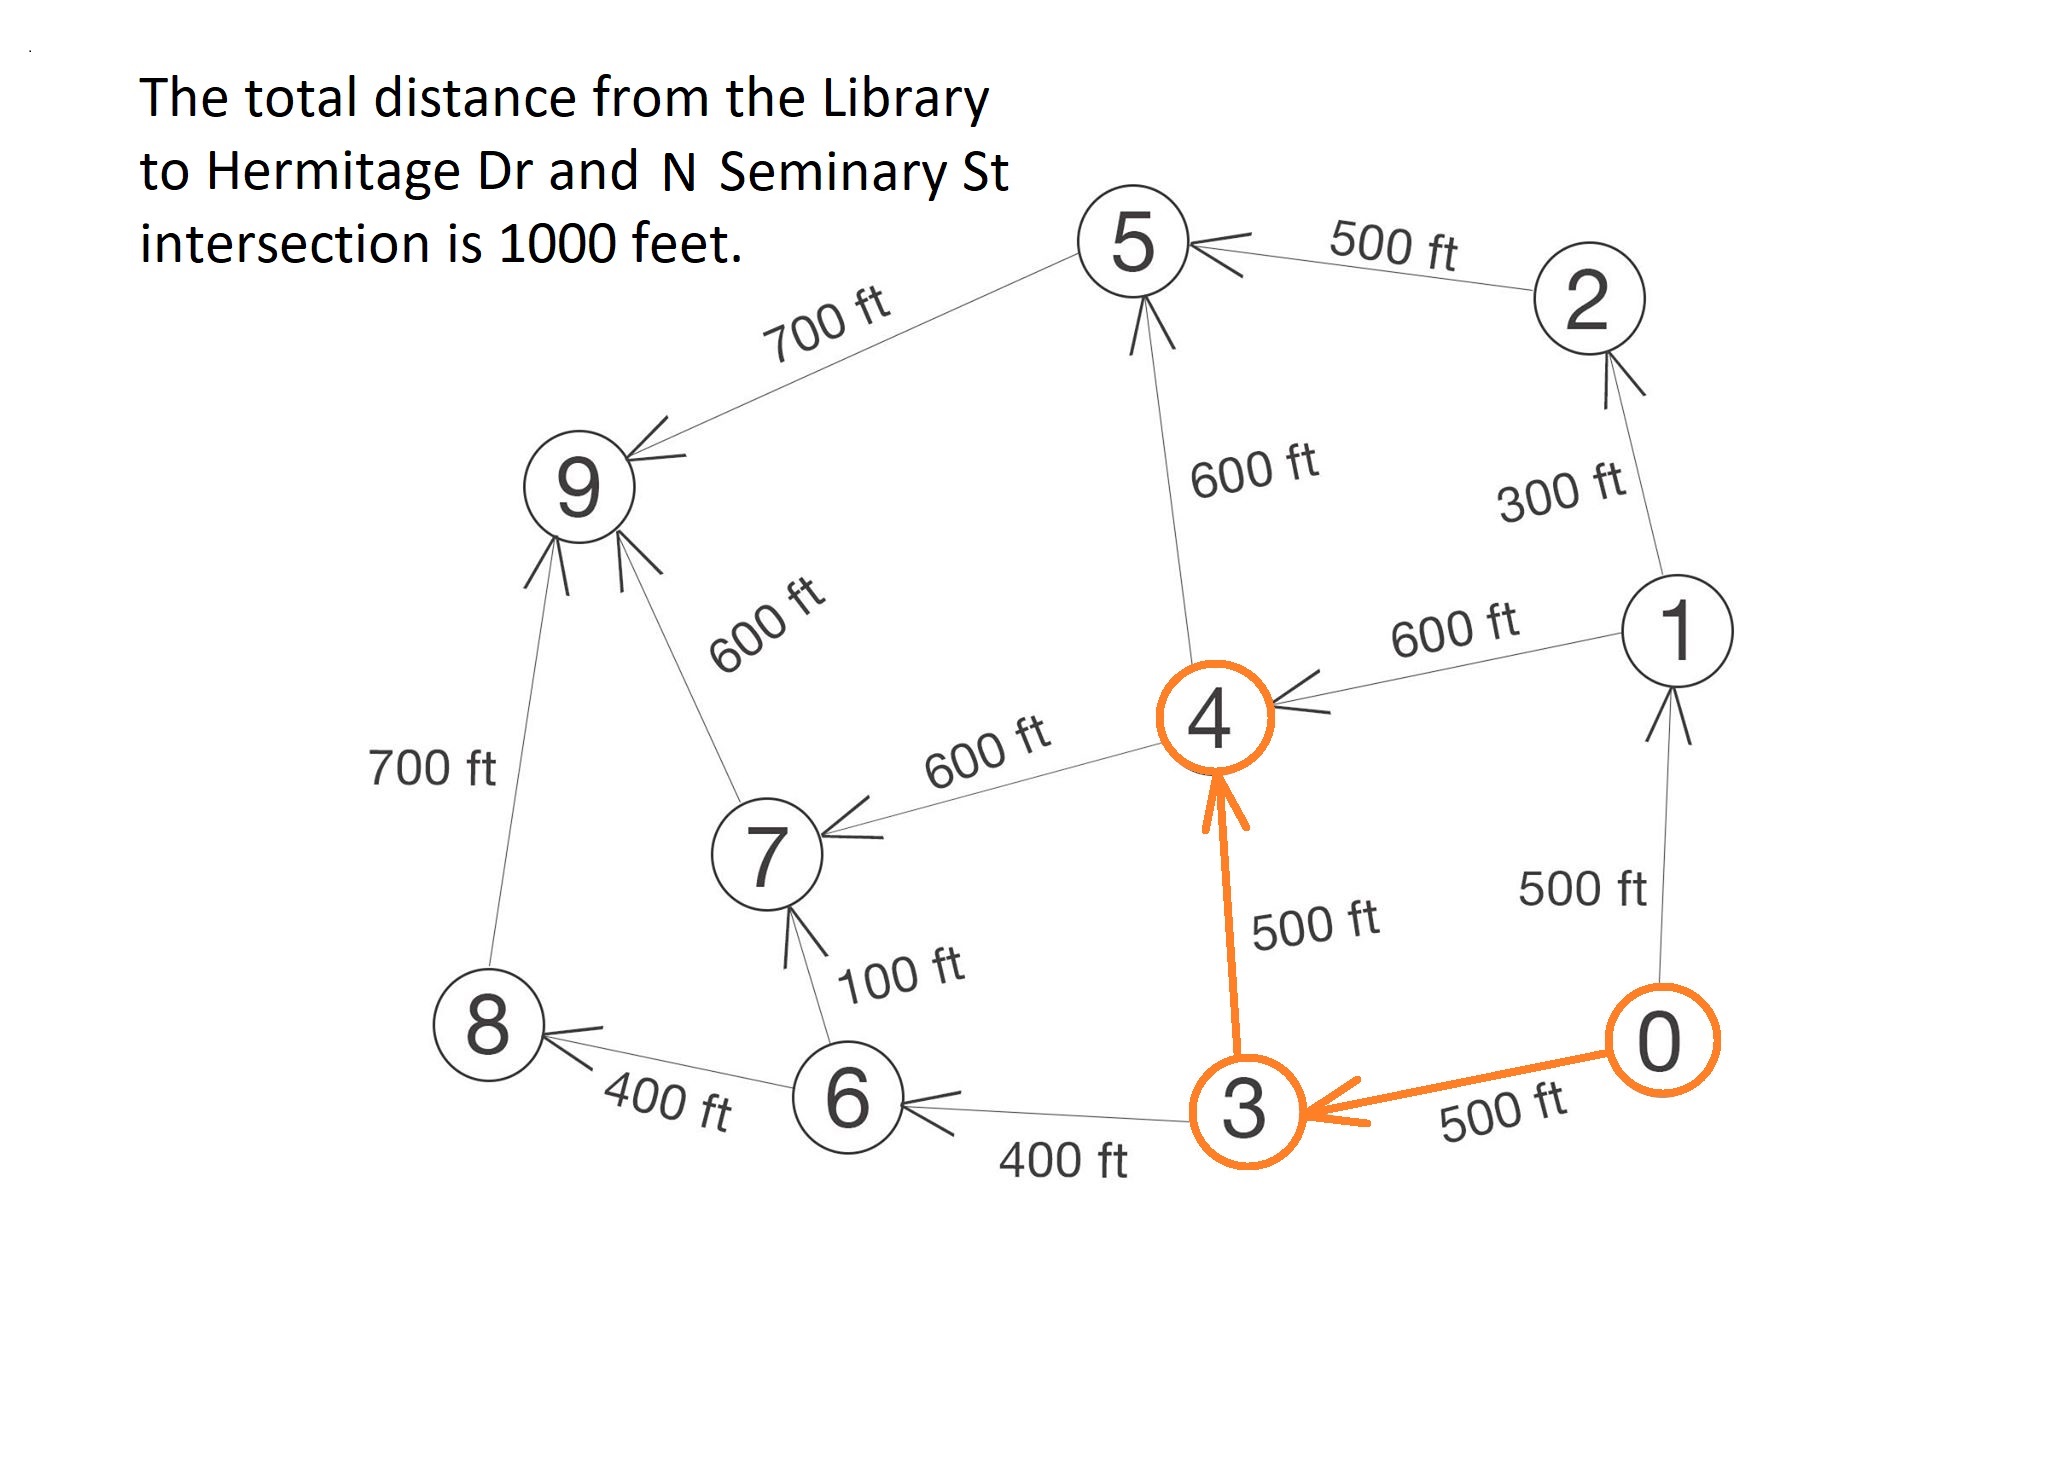 The total distance from the Library
to Hermitage Dr and N Seminary St
intersection is 1000 feet.
5
500 ft
2
700 ft
9
600 ft
300 ft
600 ft
600 ft
1
4
700 ft
600 ft
7
500 ft
500 ft
100 ft
8
0
6
3
400 ft
500 ft
400 ft